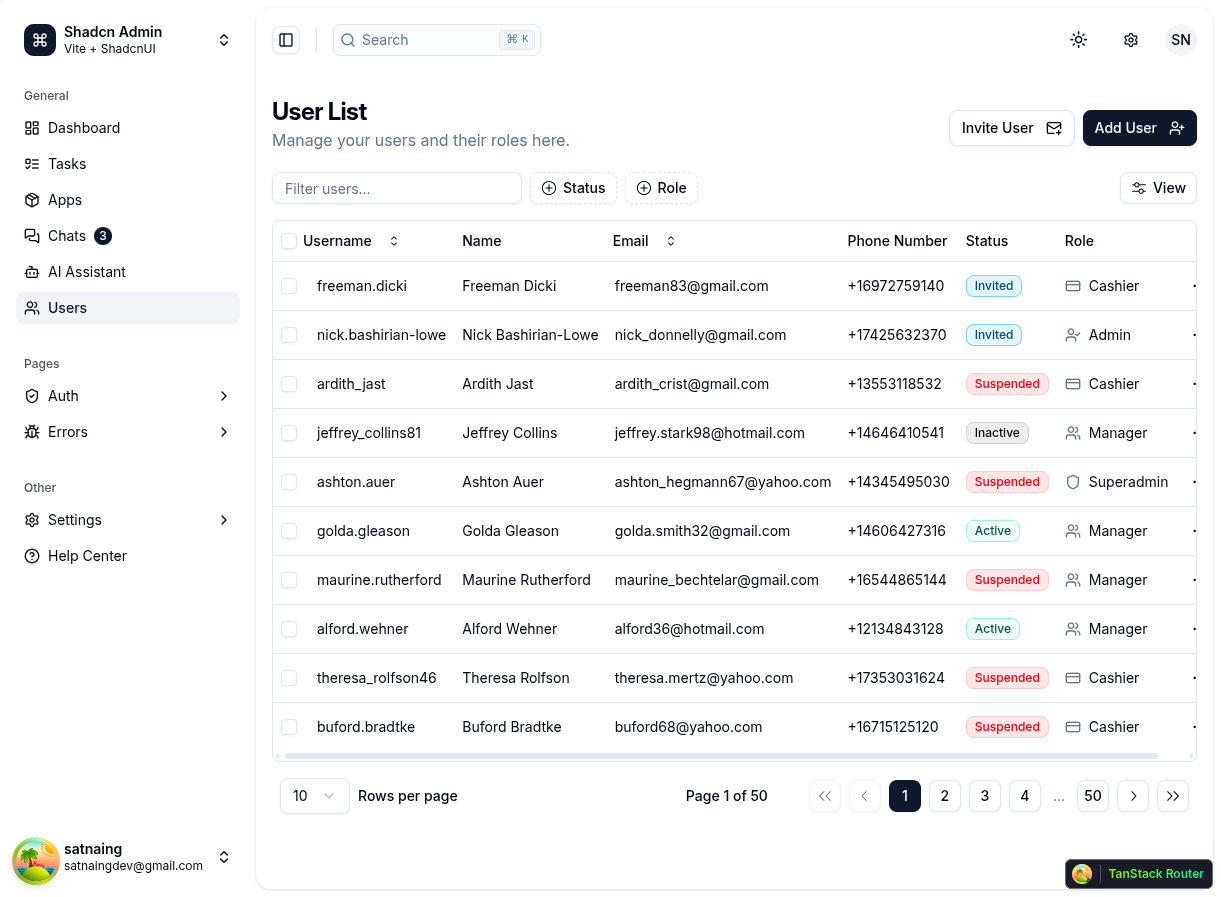 Shadcn Admin
Vite + ShadcnUI
General
Dashboard
Tasks
Apps
Chats 3
AI Assistant
Users
Pages
Auth
Errors
Other
Settings
Help Center
satnaing
satnaingdev@gmail.com
Search ⌘ K
SN
User List
Manage your users and their roles here.
Invite User
Add User
Filter users...
Status
Role
View
Username Name Email Phone Number Status Role
freeman.dicki Freeman Dicki freeman83@gmail.com +16972759140 Invited Cashier
nick.bashirian-lowe Nick Bashirian-Lowe nick_donnelly@gmail.com +17425632370 Invited Admin
ardith_jast Ardith Jast ardith_crist@gmail.com +13553118532 Suspended Cashier
jeffrey_collins81 Jeffrey Collins jeffrey.stark98@hotmail.com +14646410541 Inactive Manager
ashton.auer Ashton Auer ashton_hegmann67@yahoo.com +14345495030 Suspended Superadmin
golda.gleason Golda Gleason golda.smith32@gmail.com +14606427316 Active Manager
maurine.rutherford Maurine Rutherford maurine_bechtelar@gmail.com +16544865144 Suspended Manager
alford.wehner Alford Wehner alford36@hotmail.com +12134843128 Active Manager
theresa_rolfson46 Theresa Rolfson theresa.mertz@yahoo.com +17353031624 Suspended Cashier
buford.bradtke Buford Bradtke buford68@yahoo.com +16715125120 Suspended Cashier
10 Rows per page Page 1 of 50 1 2 3 4 ... 50
TanStack Router